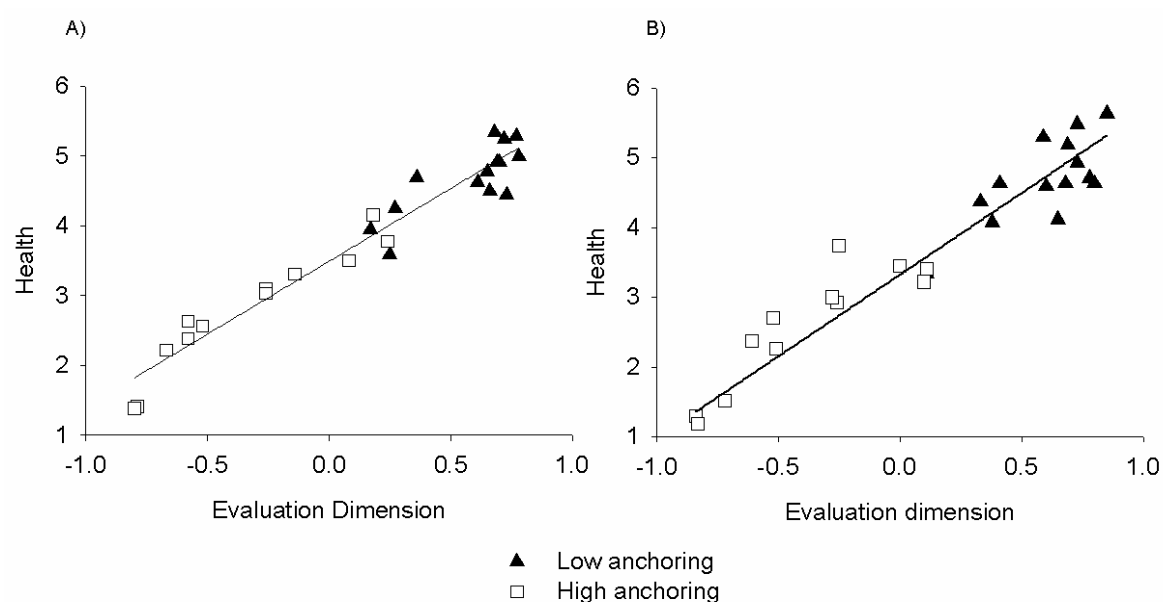 A)
Health
6
5
4
3
2
1
-1.0 -0.5 0.0 0.5 1.0
Evaluation Dimension
B)
Health
6
5
4
3
2
1
-1.0 -0.5 0.0 0.5 1.0
Evaluation dimension
Low anchoring
High anchoring